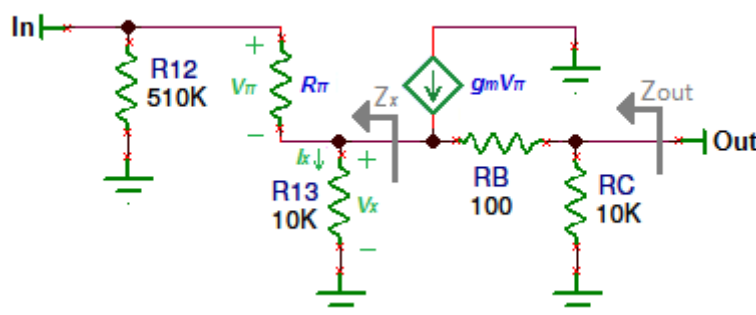 In
R12
510K
+
Vπ
−
Rπ
gmVπ
Zx
Zout
Ix↓
+
Vx
−
R13
10K
RB
100
RC
10K
Out